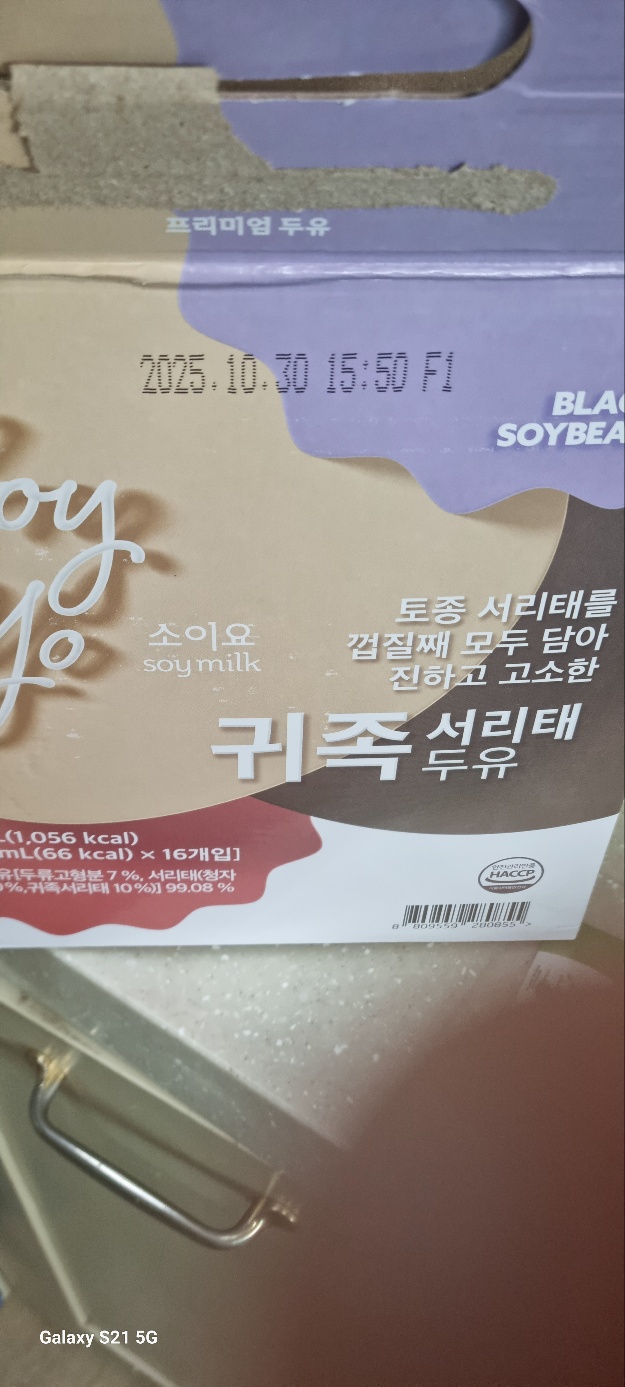 프리미엄 두유
2025.10.30 15:50 F1
SOYBEA
oy
yo
소이요
soy milk
토종 서리태를
껍질째 모두 담아
진하고 고소한
귀족 서리태
두유
(1,056 kcal)
mL(66 kcal) × 16개입]
유[두류고형분 7 %, 서리태(청자
%,귀족서리태 10 %)] 99.08 %
HACCP
8 809559 280855 >
Galaxy S21 5G